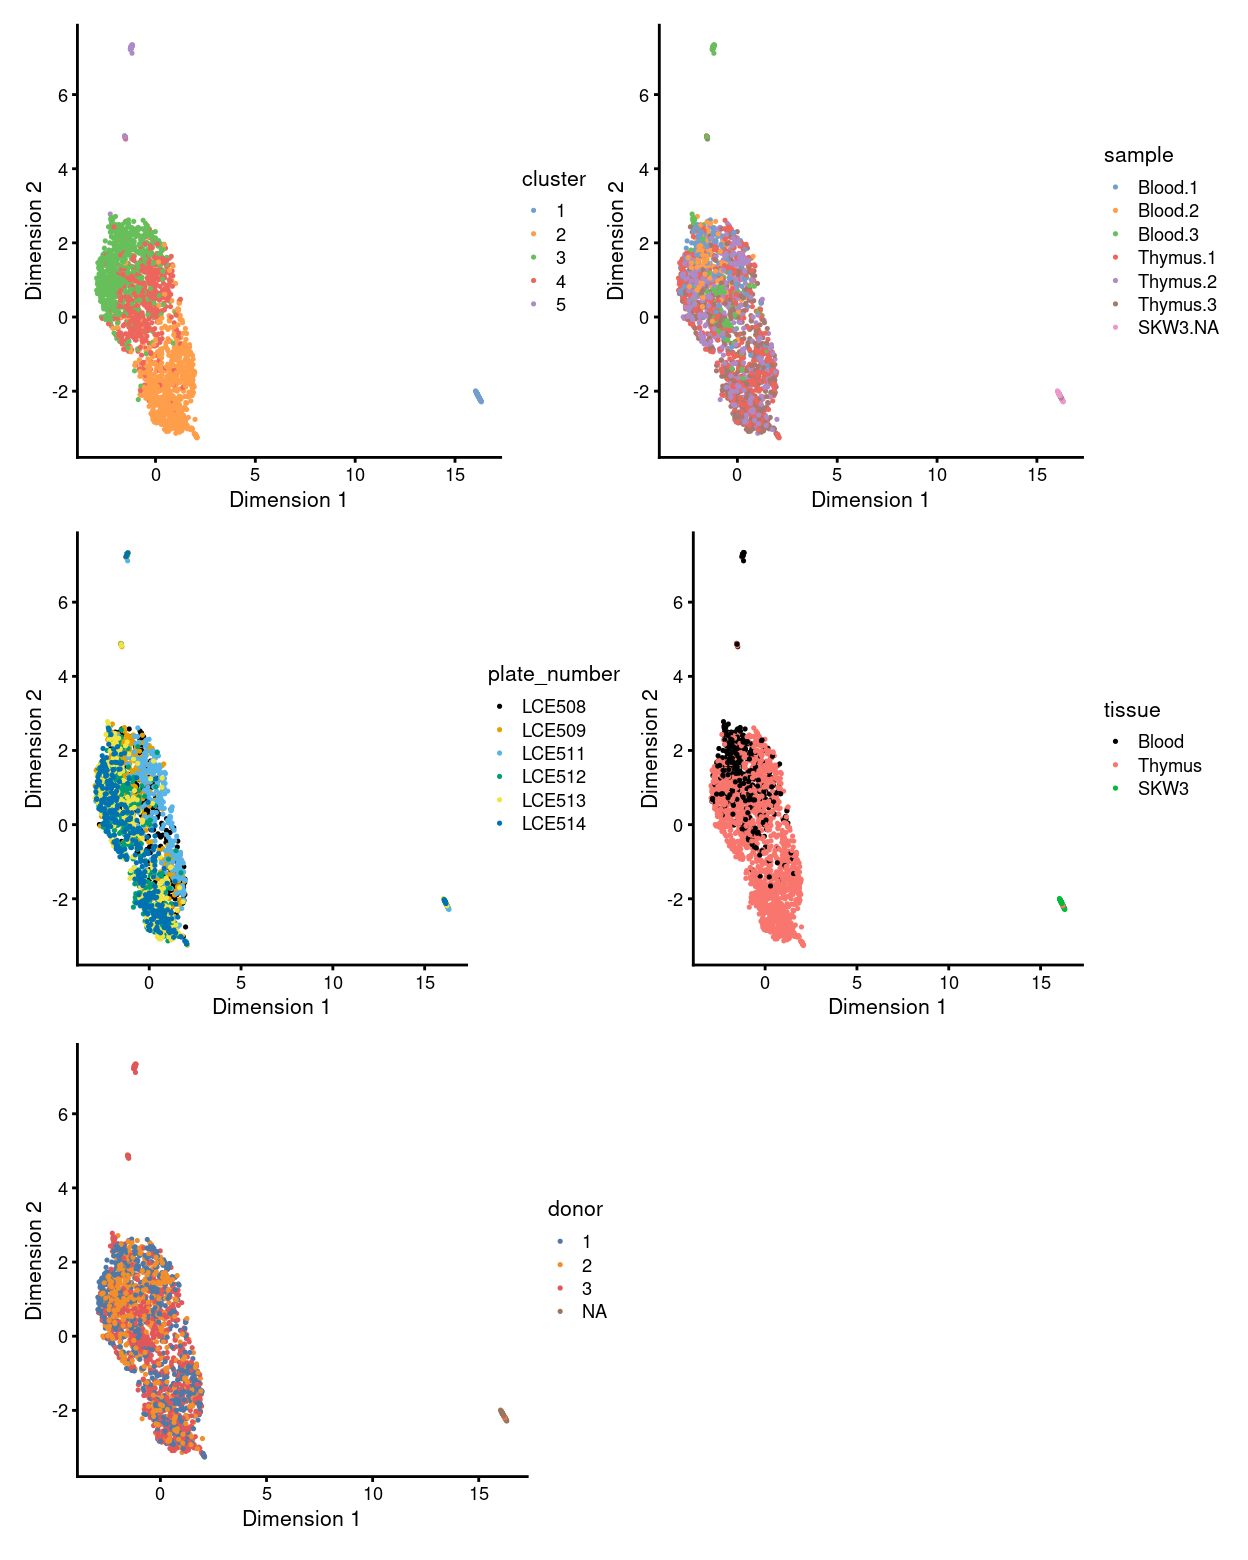 6
4
2
0
-2
0
5
10
15
Dimension 1
Dimension 2
cluster
1
2
3
4
5
6
4
2
0
-2
0
5
10
15
Dimension 1
Dimension 2
sample
Blood.1
Blood.2
Blood.3
Thymus.1
Thymus.2
Thymus.3
SKW3.NA
6
4
2
0
-2
0
5
10
15
Dimension 1
Dimension 2
plate_number
LCE508
LCE509
LCE511
LCE512
LCE513
LCE514
6
4
2
0
-2
0
5
10
15
Dimension 1
Dimension 2
tissue
Blood
Thymus
SKW3
6
4
2
0
-2
0
5
10
15
Dimension 1
Dimension 2
donor
1
2
3
NA